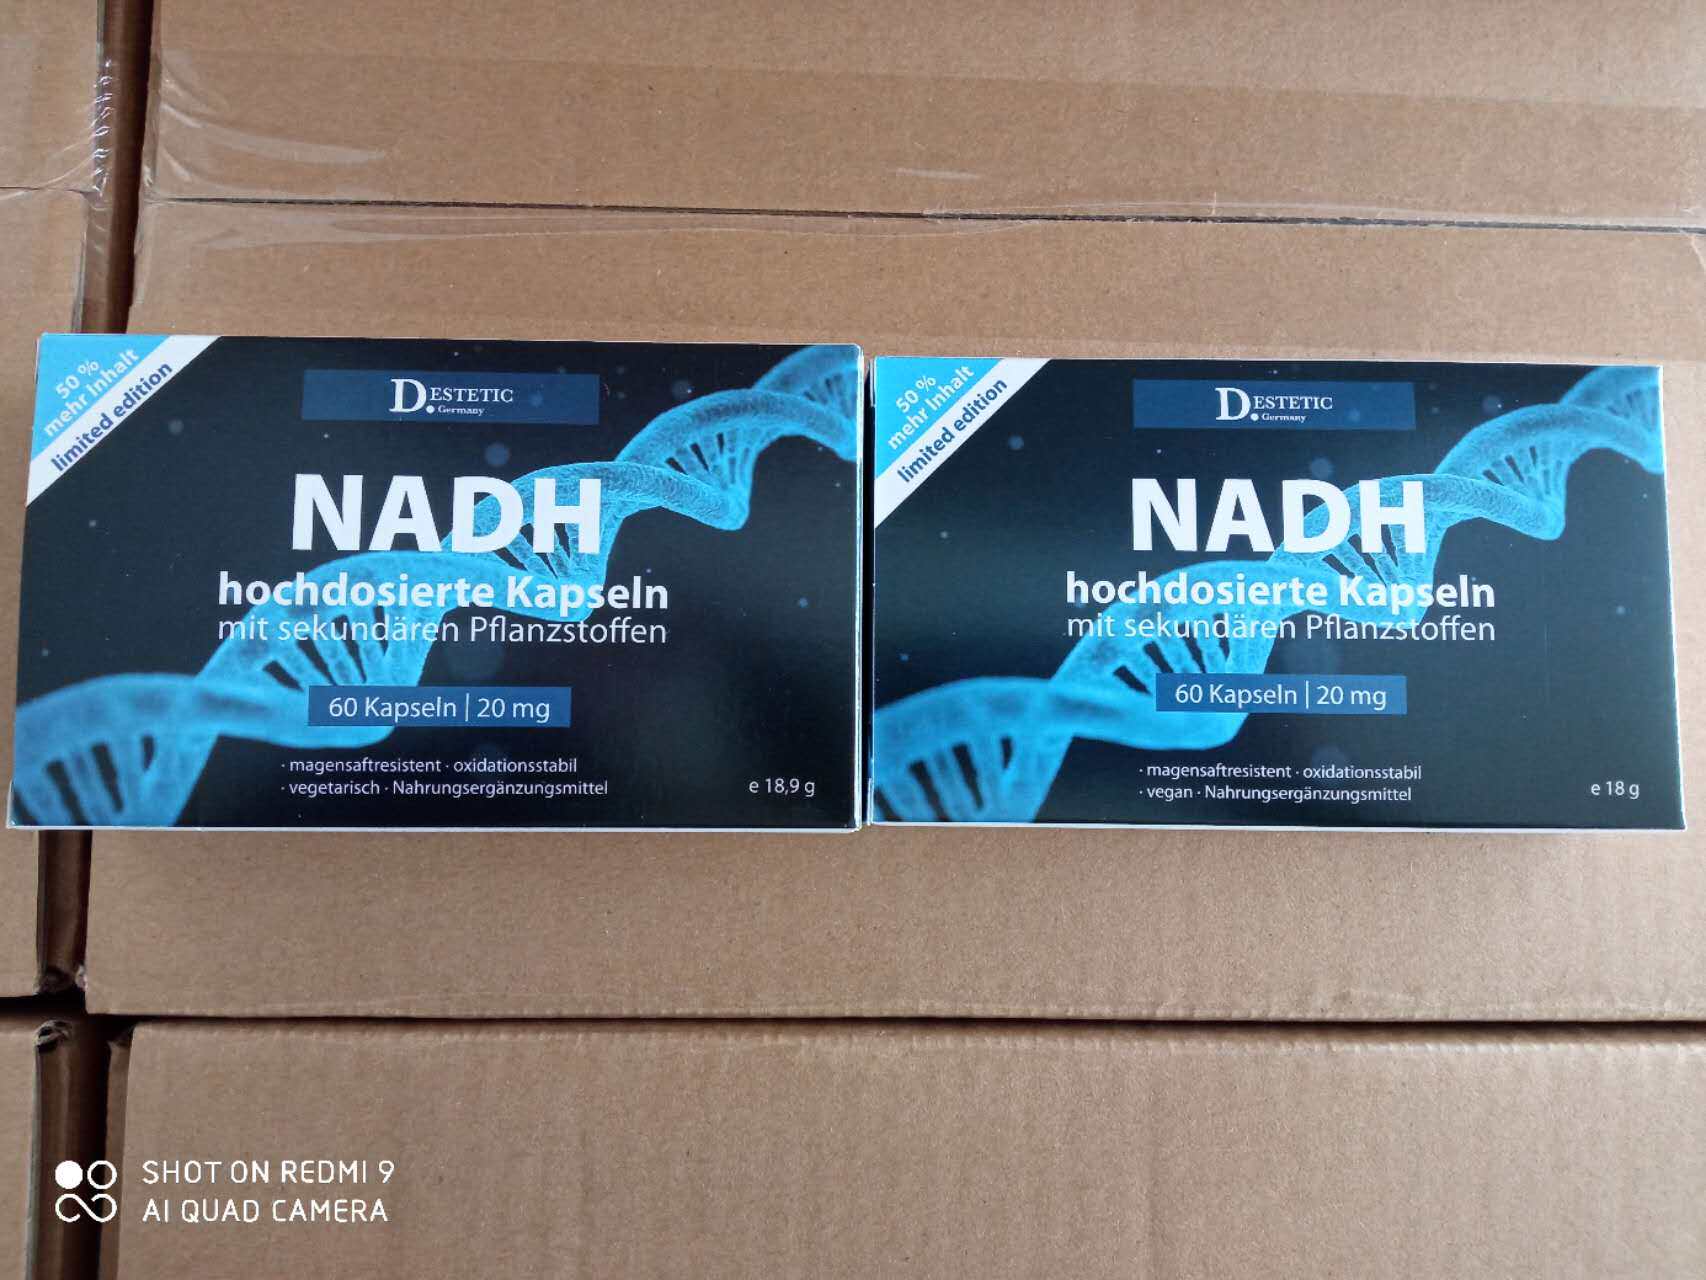 50 %
mehr Inhalt
limited edition
DESTETIC
Germany
NADH
hochdosierte Kapseln
mit sekundären Pflanzstoffen
60 Kapseln | 20 mg
· magensaftresistent · oxidationsstabil
· vegetarisch · Nahrungsergänzungsmittel
e 18,9 g
50 %
mehr Inhalt
limited edition
DESTETIC
Germany
NADH
hochdosierte Kapseln
mit sekundären Pflanzstoffen
60 Kapseln | 20 mg
· magensaftresistent · oxidationsstabil
· vegan · Nahrungsergänzungsmittel
e 18 g
SHOT ON REDMI 9
AI QUAD CAMERA